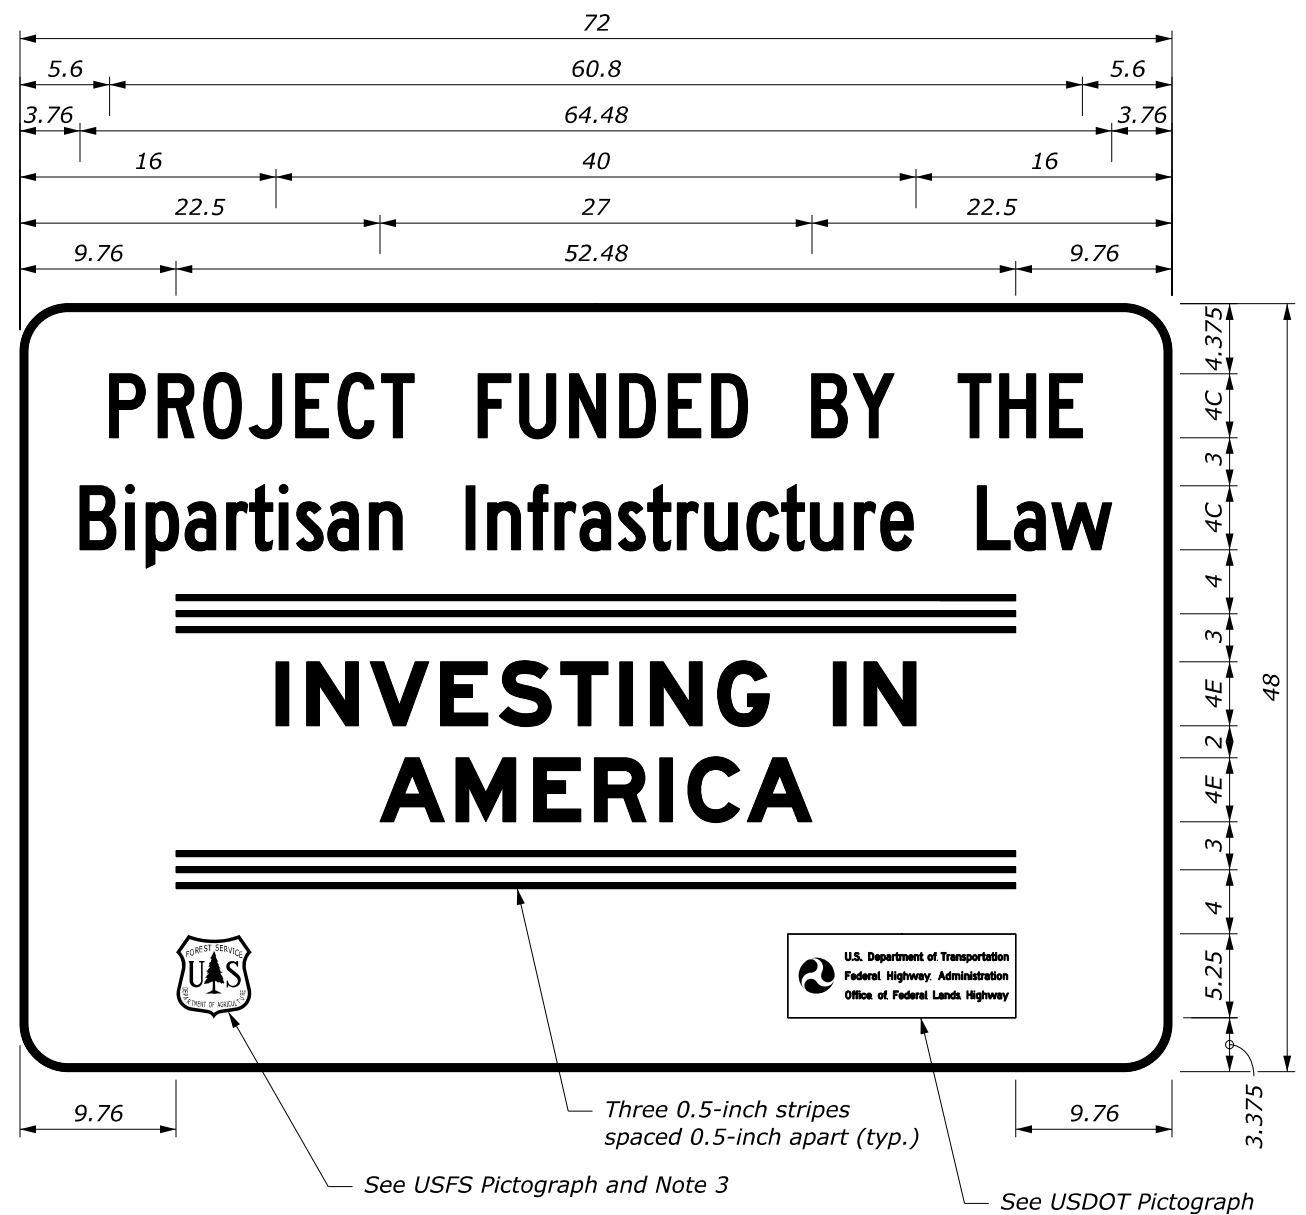 72
5.6 60.8 5.6
3.76 64.48 3.76
16 40 16
22.5 27 22.5
9.76 52.48 9.76
PROJECT FUNDED BY THE
Bipartisan Infrastructure Law
INVESTING IN
AMERICA
4.375
4C
3
4C
4
3
4E
2
4E
3
4
5.25
3.375
48
FOREST SERVICE
U S
DEPARTMENT OF AGRICULTURE
U.S. Department of Transportation
Federal Highway Administration
Office of Federal Lands Highway
9.76
9.76
Three 0.5-inch stripes
spaced 0.5-inch apart (typ.)
See USFS Pictograph and Note 3
See USDOT Pictograph